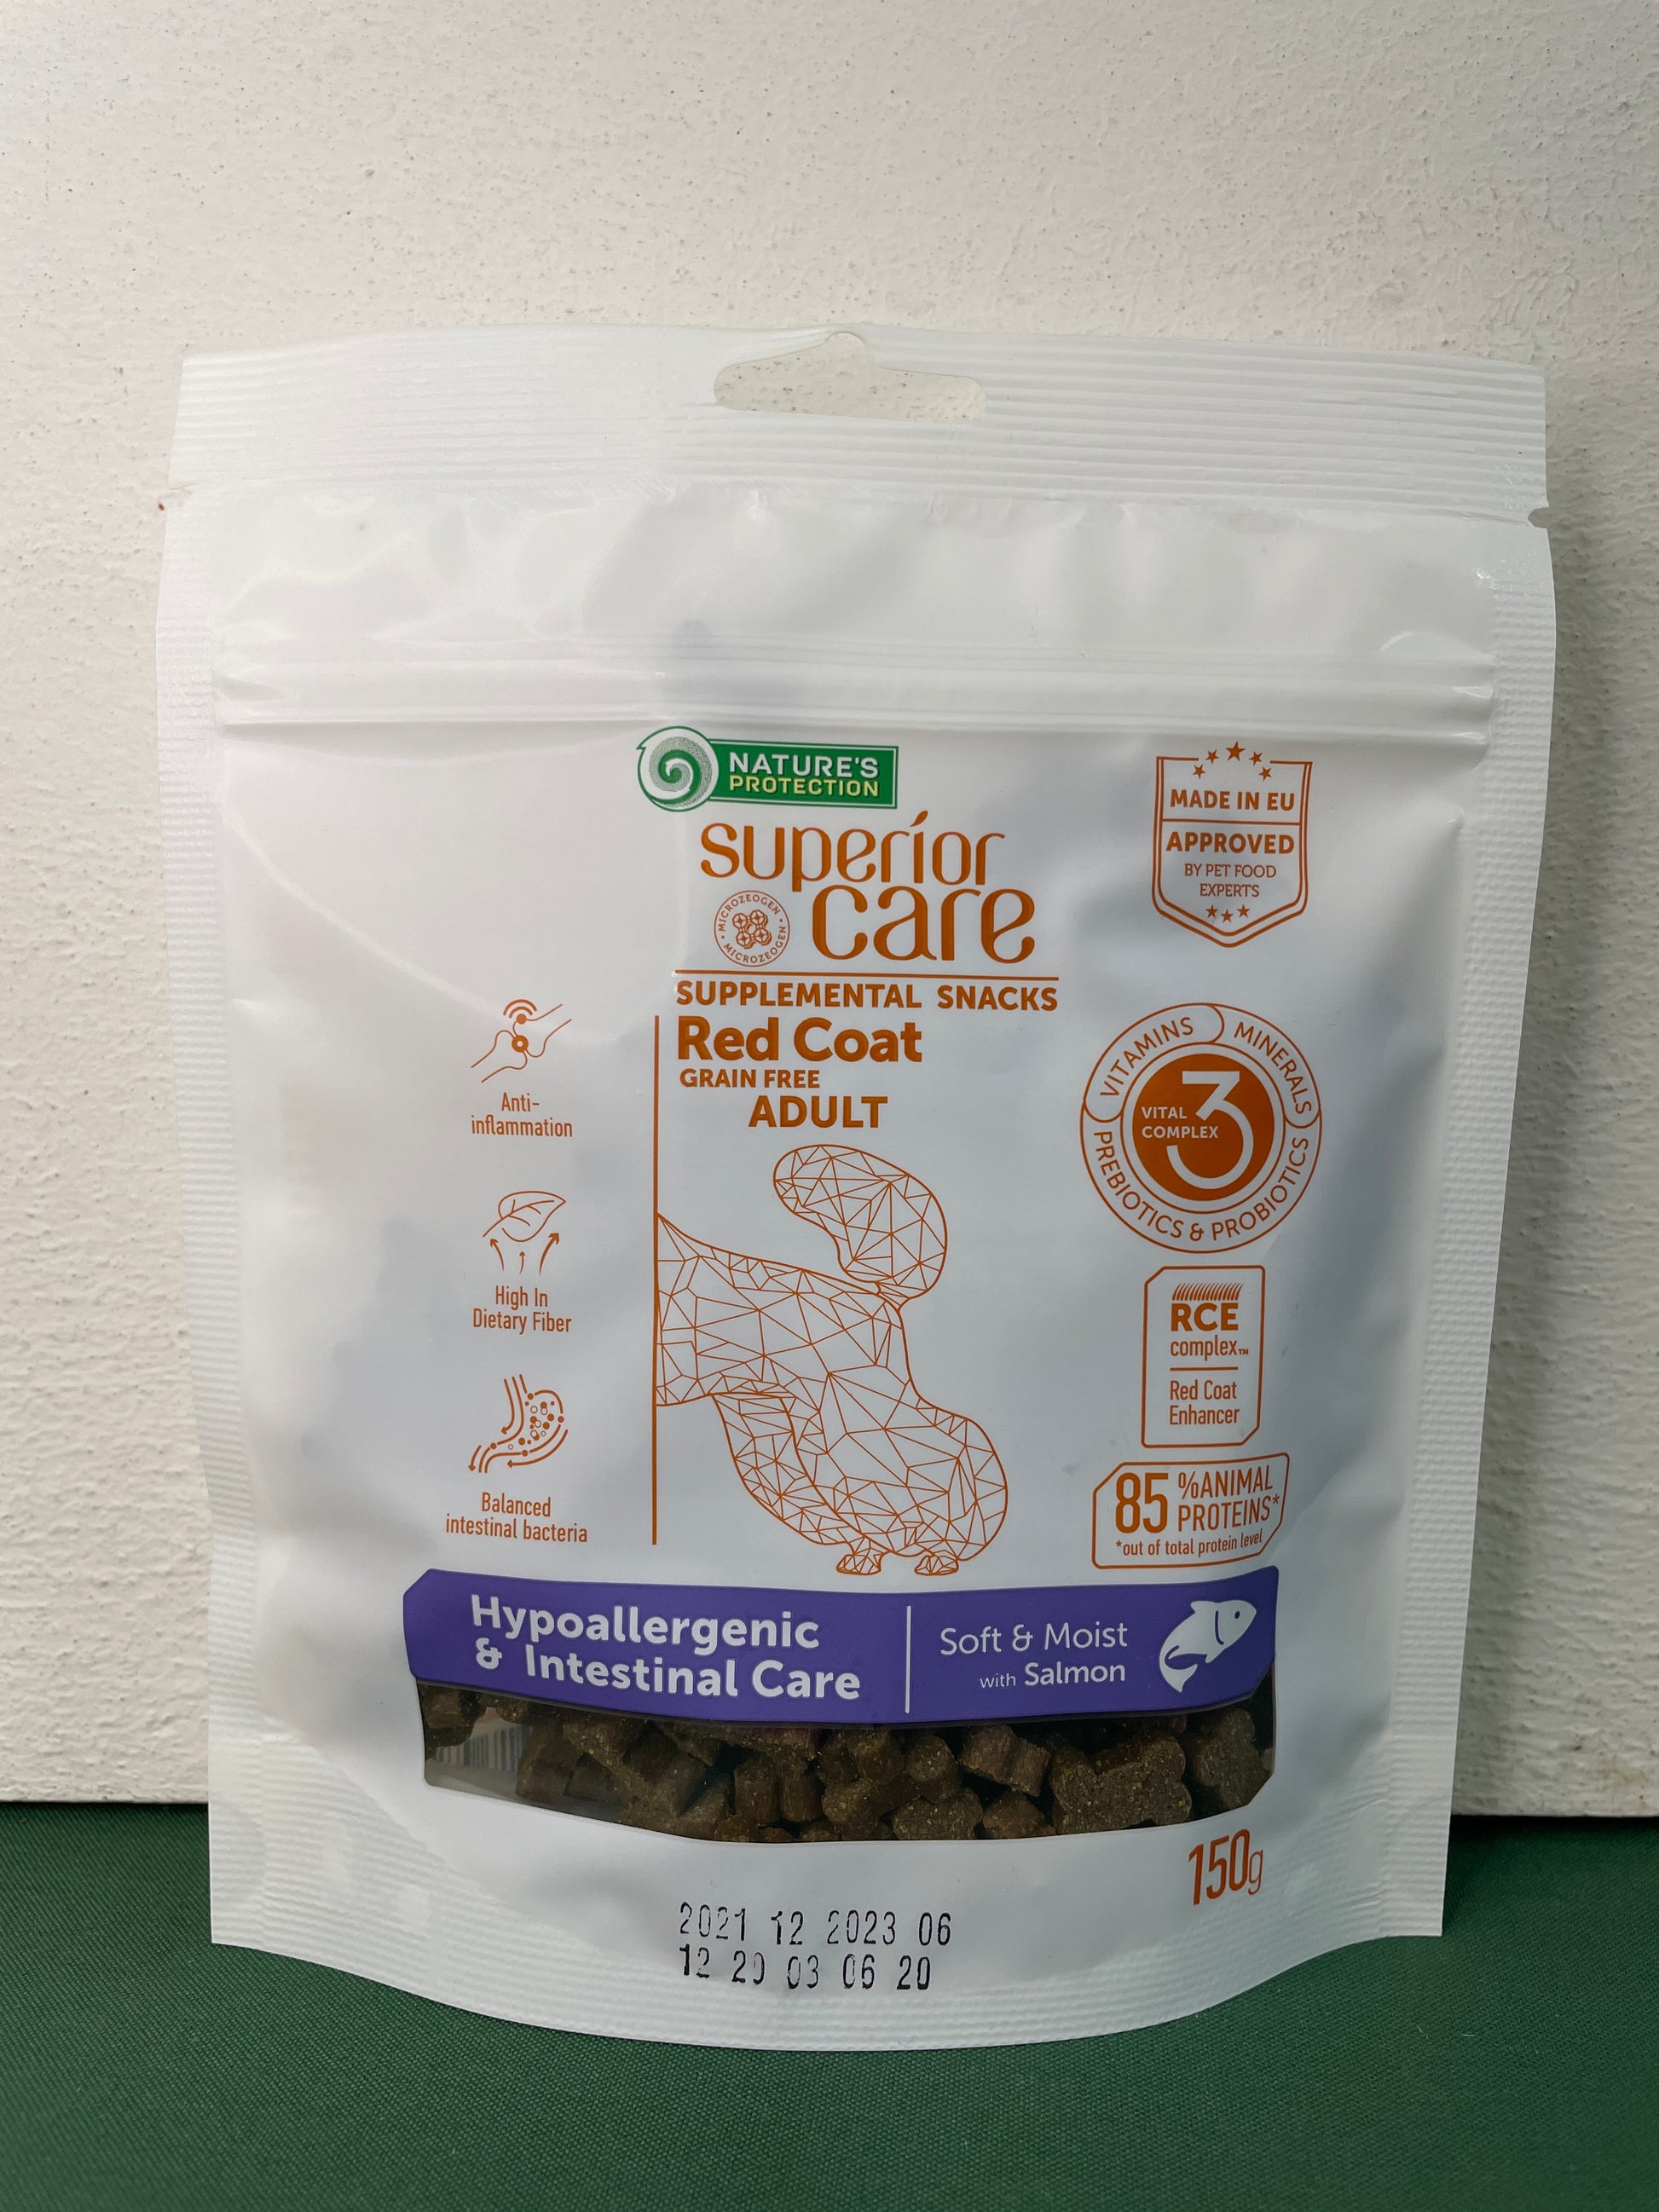 NATURE'S
PROTECTION
superíor
care
MICROZEOGEN • MICROZEOGEN •
SUPPLEMENTAL SNACKS
Red Coat
GRAIN FREE
ADULT
MADE IN EU
APPROVED
BY PET FOOD
EXPERTS
Anti-
inflammation
High In
Dietary Fiber
Balanced
intestinal bacteria
VITAMINS
MINERALS
PREBIOTICS & PROBIOTICS
VITAL
COMPLEX
3
RCE
complex™
Red Coat
Enhancer
85 %ANIMAL
PROTEINS*
*out of total protein level
Hypoallergenic
& Intestinal Care
Soft & Moist
with Salmon
150g
2021 12 2023 06
12 20 03 06 20